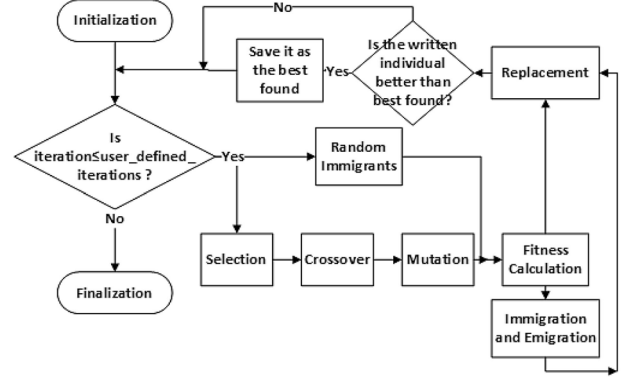 No
Initialization
Save it as
the best
found
Yes
Is the written
individual
better than
best found?
Replacement
Is
iteration≤user_defined_
iterations ?
Yes
Random
Immigrants
No
Selection
Crossover
Mutation
Fitness
Calculation
Finalization
Immigration
and Emigration